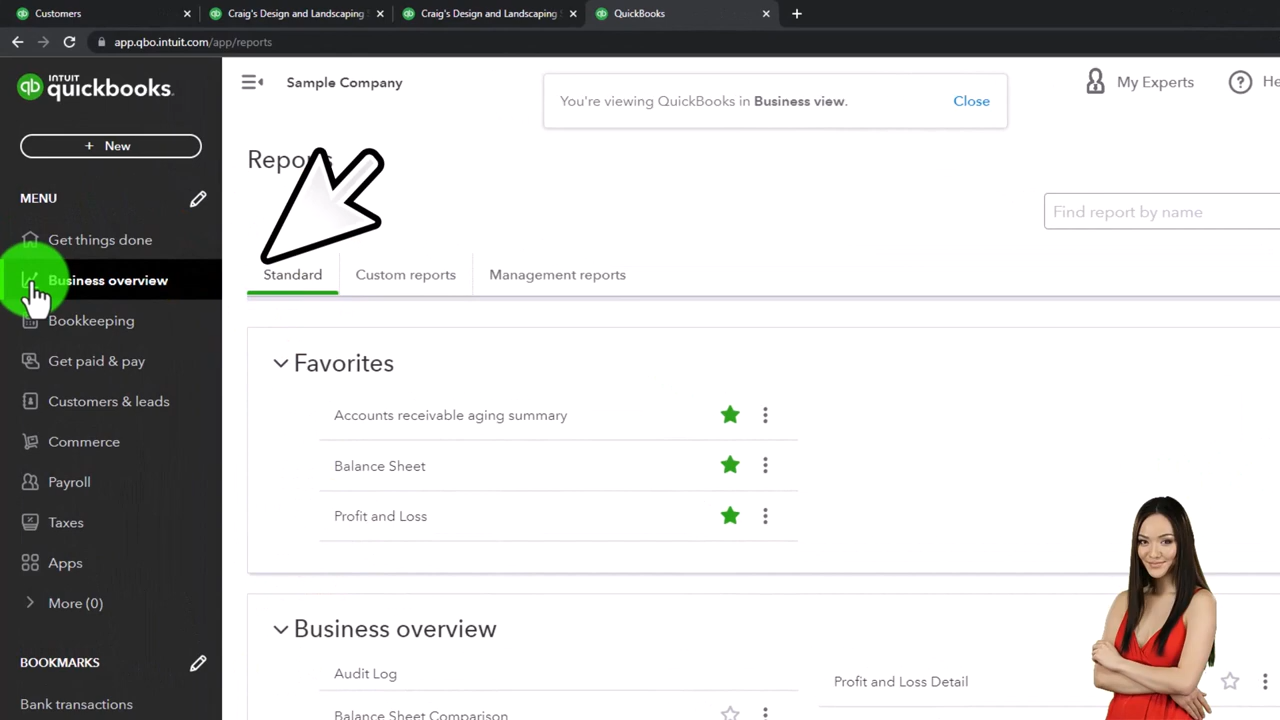 Customers
Craig's Design and Landscaping
Craig's Design and Landscaping
QuickBooks
app.qbo.intuit.com/app/reports
INTUIT
quickbooks.
Sample Company
You're viewing QuickBooks in Business view.
Close
My Experts
+ New
Reports
MENU
Find report by name
Get things done
Standard
Custom reports
Management reports
Business overview
Bookkeeping
Get paid & pay
Customers & leads
Commerce
Payroll
Taxes
Apps
More (0)
BOOKMARKS
Bank transactions
Favorites
Accounts receivable aging summary
Balance Sheet
Profit and Loss
Business overview
Audit Log
Profit and Loss Detail
Balance Sheet Comparison